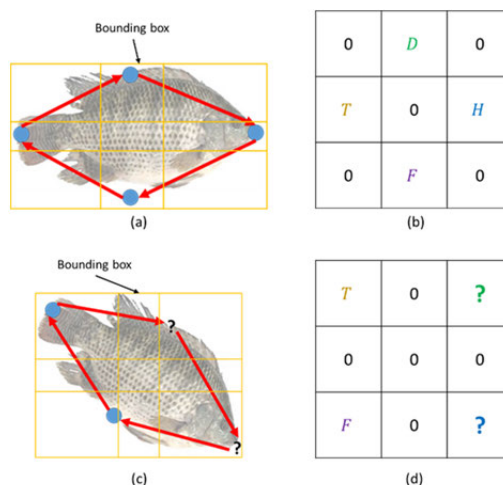 Bounding box
0 D 0
T 0 H
0 F 0
(a) (b)
Bounding box
? T 0 ?
0 0 0
? F 0 ?
(c) (d)